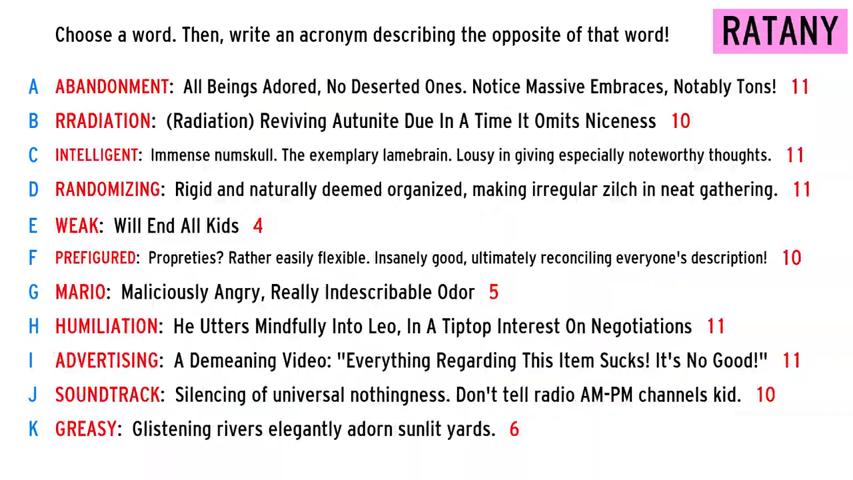 Choose a word. Then, write an acronym describing the opposite of that word! RATANY
A ABANDONMENT: All Beings Adored, No Deserted Ones. Notice Massive Embraces, Notably Tons! 11
B RRADIATION: (Radiation) Reviving Autunite Due In A Time It Omits Niceness 10
C INTELLIGENT: Immense numskull. The exemplary lamebrain. Lousy in giving especially noteworthy thoughts. 11
D RANDOMIZING: Rigid and naturally deemed organized, making irregular zilch in neat gathering. 11
E WEAK: Will End All Kids 4
F PREFIGURED: Propreties? Rather easily flexible. Insanely good, ultimately reconciling everyone's description! 10
G MARIO: Maliciously Angry, Really Indescribable Odor 5
H HUMILIATION: He Utters Mindfully Into Leo, In A Tiptop Interest On Negotiations 11
I ADVERTISING: A Demeaning Video: "Everything Regarding This Item Sucks! It's No Good!" 11
J SOUNDTRACK: Silencing of universal nothingness. Don't tell radio AM-PM channels kid. 10
K GREASY: Glistening rivers elegantly adorn sunlit yards. 6